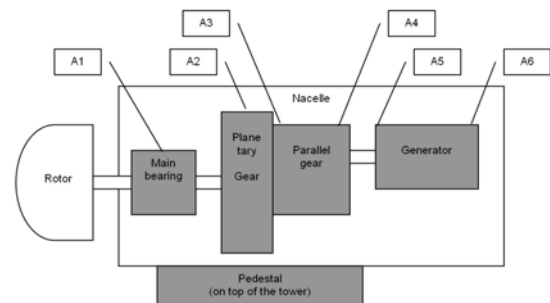 A3
A4
A1
A2
A5
A6
Nacelle
Rotor
Main
bearing
Plane
tary
Gear
Parallel
gear
Generator
Pedestal
(on top of the tower)